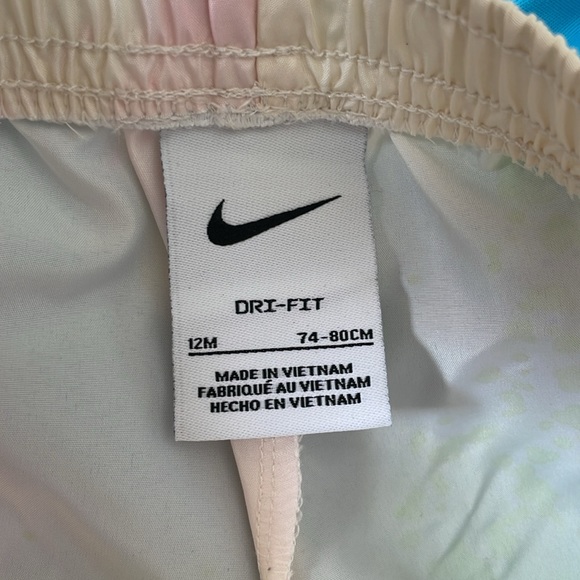 DRI-FIT
12M 74-80CM
MADE IN VIETNAM
FABRIQUÉ AU VIETNAM
HECHO EN VIETNAM